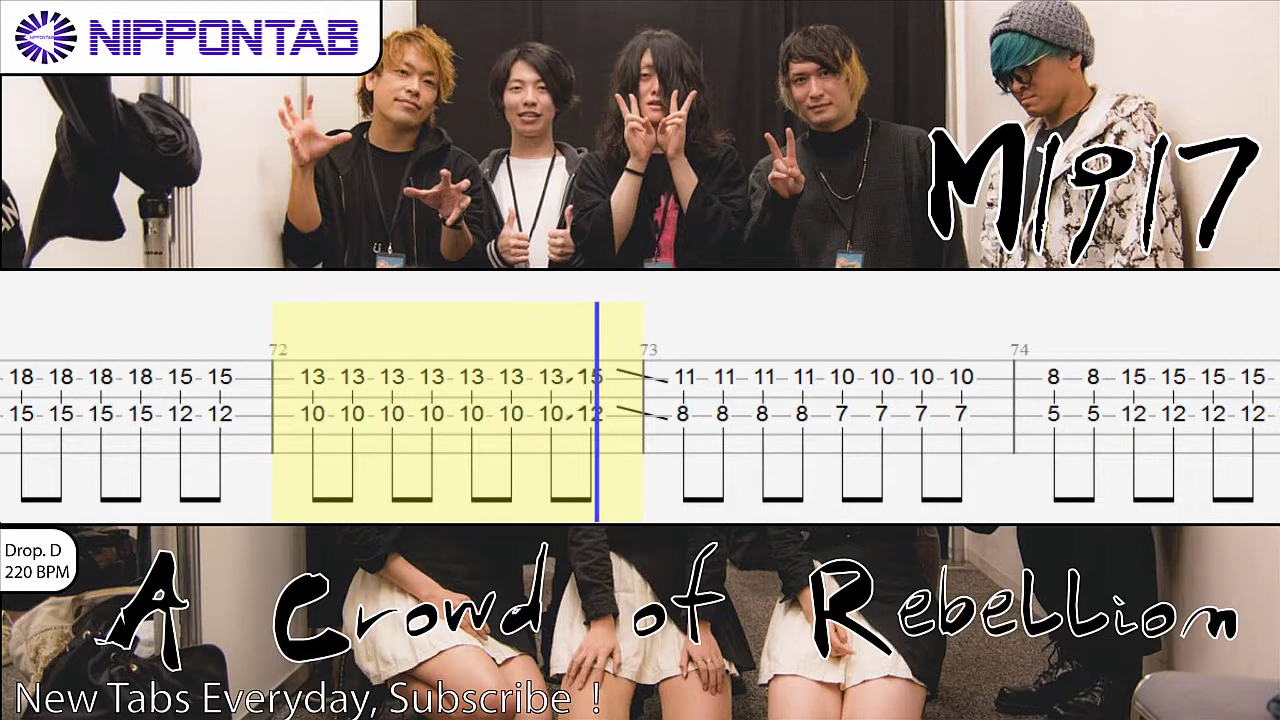 NIPPONTAB
M1917
72 73 74
18 18 18 18 15 15 13 13 13 13 13 13 13 15 11 11 11 11 10 10 10 10 8 8 15 15 15 15
15 15 15 15 12 12 10 10 10 10 10 10 10 12 8 8 8 8 7 7 7 7 5 5 12 12 12 12
Drop. D
220 BPM
A Crowd of Rebellion
New Tabs Everyday, Subscribe !